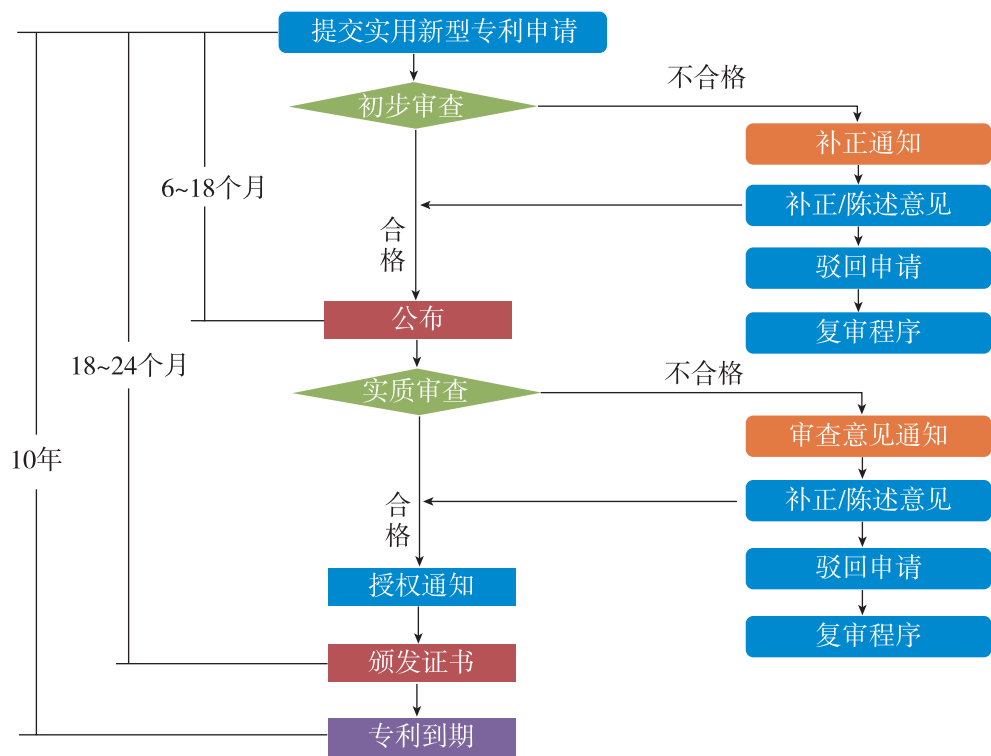 提交实用新型专利申请
不合格
初步审查
补正通知
6~18个月
补正/陈述意见
合
格
驳回申请
公布
复审程序
18~24个月
不合格
实质审查
审查意见通知
10年
补正/陈述意见
合
格
驳回申请
授权通知
复审程序
颁发证书
专利到期